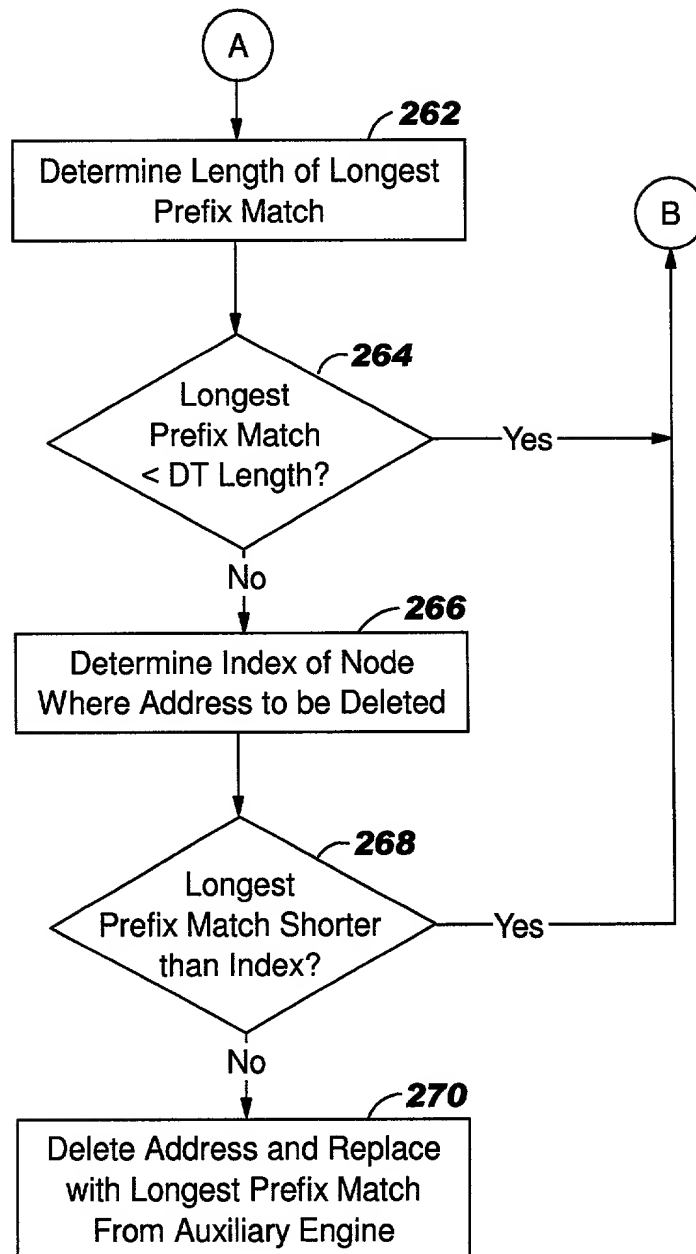 A
262
Determine Length of Longest
Prefix Match
B
264
Longest
Prefix Match
< DT Length?
Yes
No
266
Determine Index of Node
Where Address to be Deleted
268
Longest
Prefix Match Shorter
than Index?
Yes
No
270
Delete Address and Replace
with Longest Prefix Match
From Auxiliary Engine